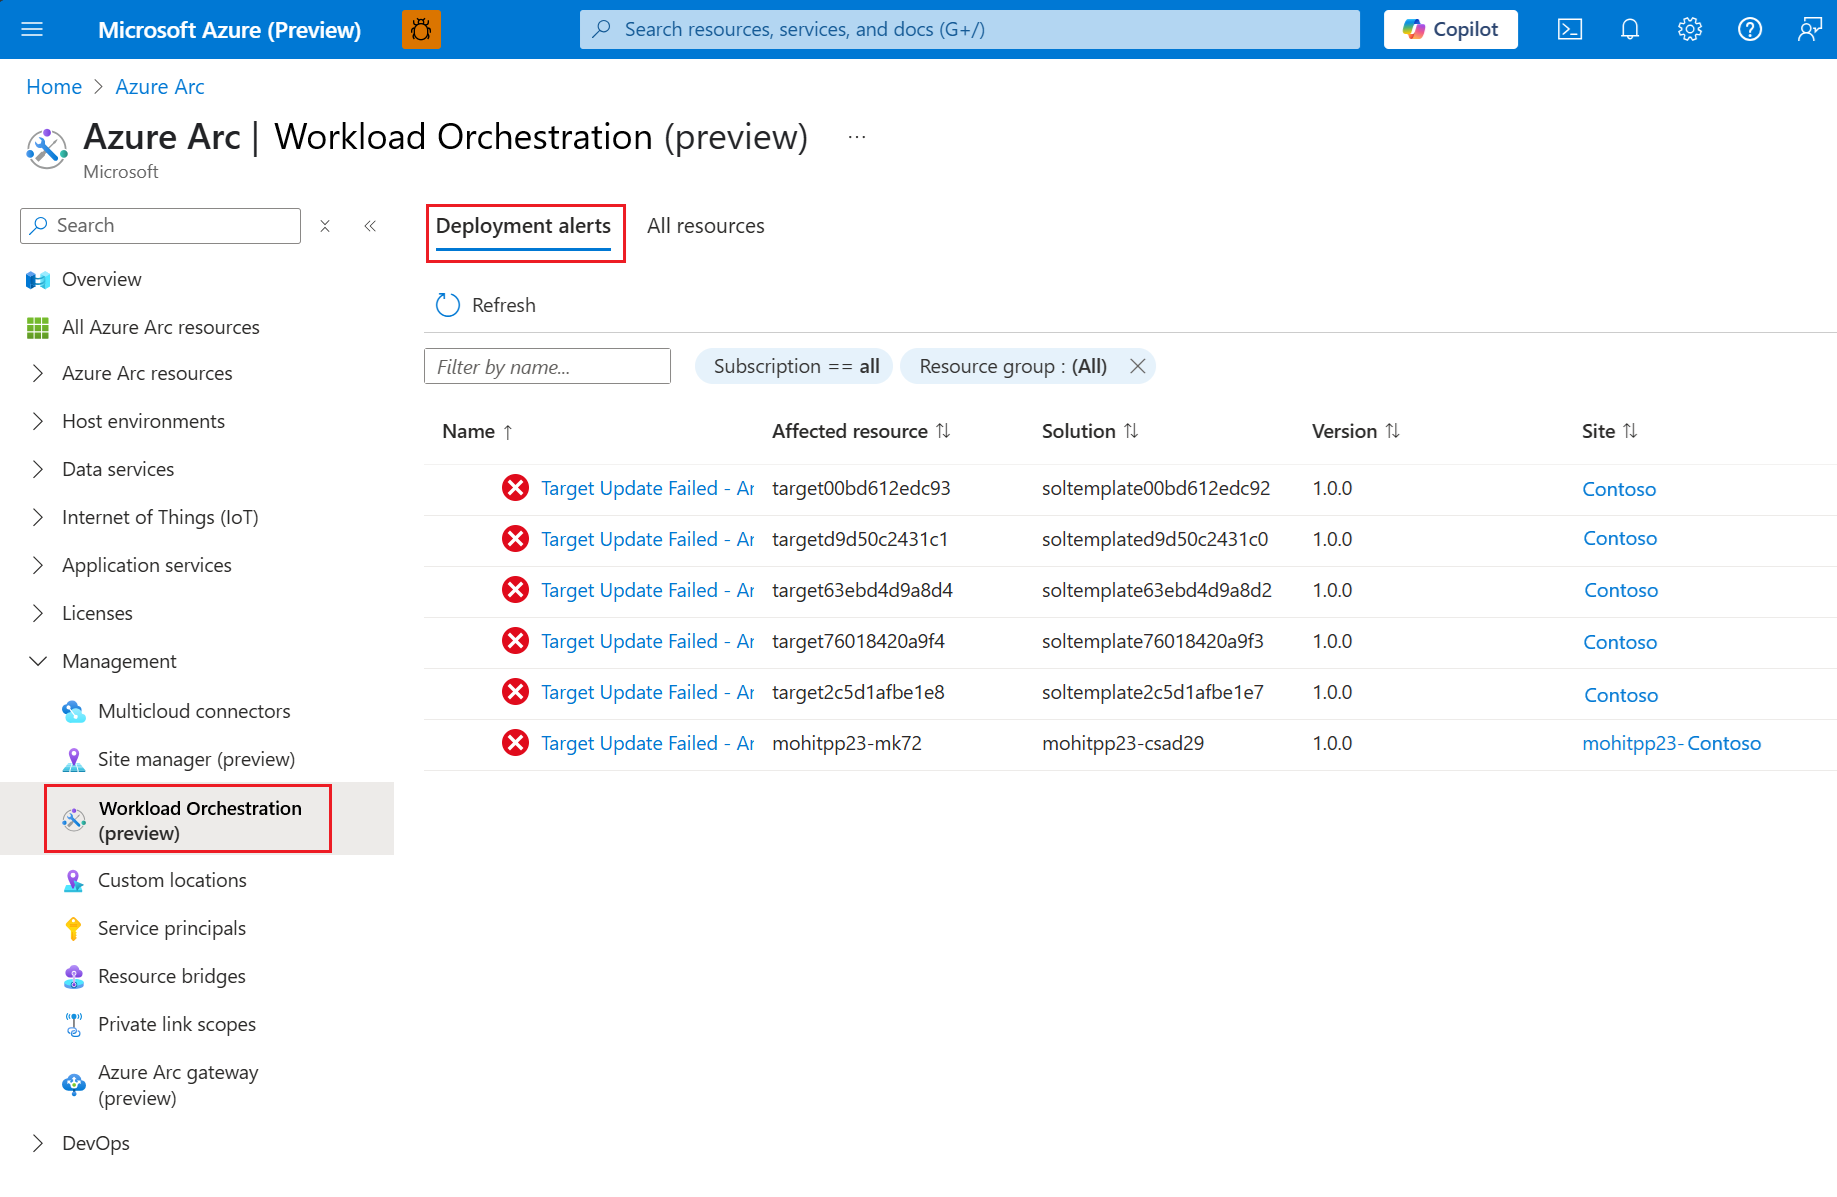 Microsoft Azure (Preview)
Search resources, services, and docs (G+/)
Copilot
Home > Azure Arc
Azure Arc | Workload Orchestration (preview) ...
Microsoft
Search
Overview
All Azure Arc resources
Azure Arc resources
Host environments
Data services
Internet of Things (IoT)
Application services
Licenses
Management
Multicloud connectors
Site manager (preview)
Workload Orchestration
(preview)
Custom locations
Service principals
Resource bridges
Private link scopes
Azure Arc gateway
(preview)
DevOps
Deployment alerts All resources
Refresh
Filter by name... Subscription == all Resource group : (All)
Name ↑ Affected resource ↑↓ Solution ↑↓ Version ↑↓ Site ↑↓
Target Update Failed - Ar target00bd612edc93 soltemplate00bd612edc92 1.0.0 Contoso
Target Update Failed - Ar targetd9d50c2431c1 soltemplated9d50c2431c0 1.0.0 Contoso
Target Update Failed - Ar target63ebd4d9a8d4 soltemplate63ebd4d9a8d2 1.0.0 Contoso
Target Update Failed - Ar target76018420a9f4 soltemplate76018420a9f3 1.0.0 Contoso
Target Update Failed - Ar target2c5d1afbe1e8 soltemplate2c5d1afbe1e7 1.0.0 Contoso
Target Update Failed - Ar mohitpp23-mk72 mohitpp23-csad29 1.0.0 mohitpp23-Contoso